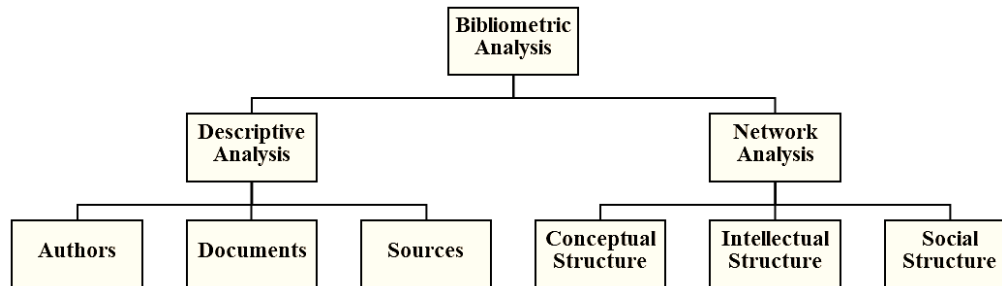 Bibliometric
Analysis
Descriptive
Analysis
Network
Analysis
Authors
Documents
Sources
Conceptual
Structure
Intellectual
Structure
Social
Structure